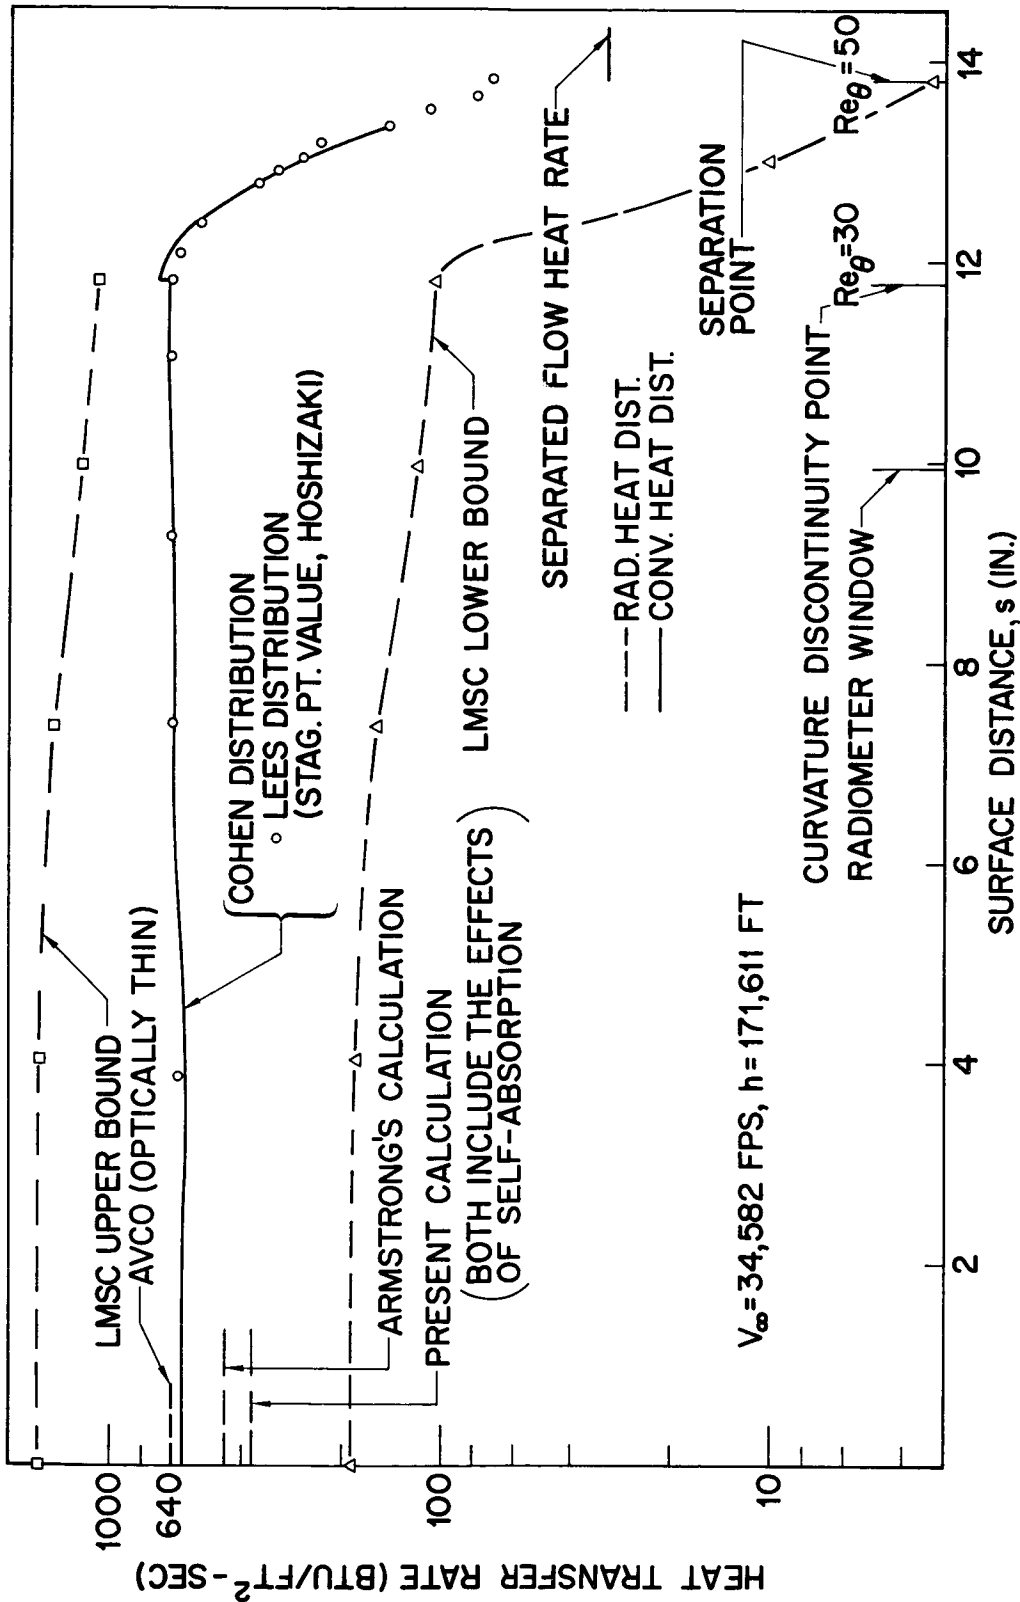 HEAT TRANSFER RATE (BTU/FT²-SEC)
1000
640
100
10
LMSC UPPER BOUND
AVCO (OPTICALLY THIN)
COHEN DISTRIBUTION
○ LEES DISTRIBUTION
(STAG. PT. VALUE, HOSHIZAKI)
ARMSTRONG'S CALCULATION
PRESENT CALCULATION
(BOTH INCLUDE THE EFFECTS
OF SELF-ABSORPTION)
LMSC LOWER BOUND
SEPARATED FLOW HEAT RATE
--- RAD. HEAT DIST.
— CONV. HEAT DIST.
SEPARATION
POINT
V∞ = 34,582 FPS, h = 171,611 FT
CURVATURE DISCONTINUITY POINT
RADIOMETER WINDOW
Reθ = 30
Reθ = 50
2
4
6
8
10
12
14
SURFACE DISTANCE, s (IN.)